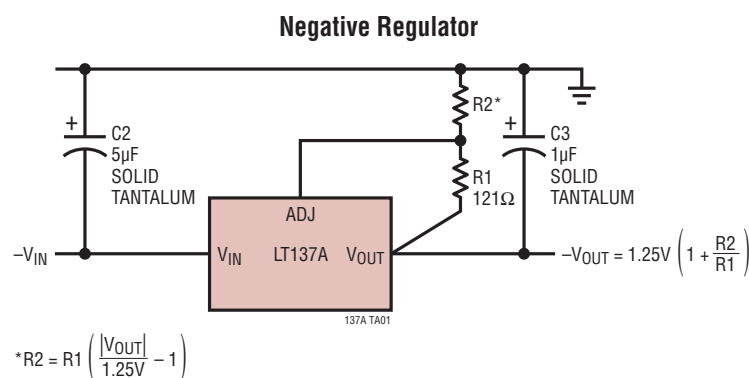 Negative Regulator
R2*
+
C2
5µF
SOLID
TANTALUM
+
C3
1µF
SOLID
TANTALUM
R1
121Ω
ADJ
–VIN
VIN
LT137A
VOUT
–VOUT = 1.25V (1 + R2/R1)
137A TA01
*R2 = R1 (|VOUT|/1.25V – 1)